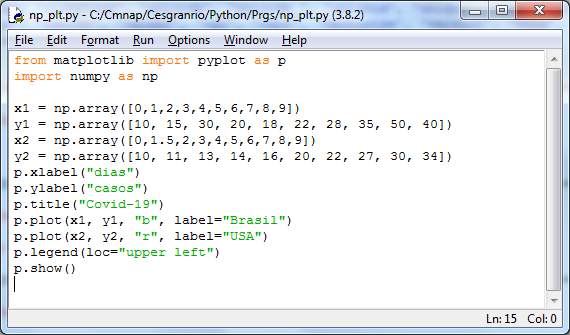 np_plt.py - C:/Cmnap/Cesgranrio/Python/Prgs/np_plt.py (3.8.2)
File Edit Format Run Options Window Help
from matplotlib import pyplot as p
import numpy as np
x1 = np.array([0,1,2,3,4,5,6,7,8,9])
y1 = np.array([10, 15, 30, 20, 18, 22, 28, 35, 50, 40])
x2 = np.array([0,1.5,2,3,4,5,6,7,8,9])
y2 = np.array([10, 11, 13, 14, 16, 20, 22, 27, 30, 34])
p.xlabel("dias")
p.ylabel("casos")
p.title("Covid-19")
p.plot(x1, y1, "b", label="Brasil")
p.plot(x2, y2, "r", label="USA")
p.legend(loc="upper left")
p.show()
Ln: 15 Col: 0